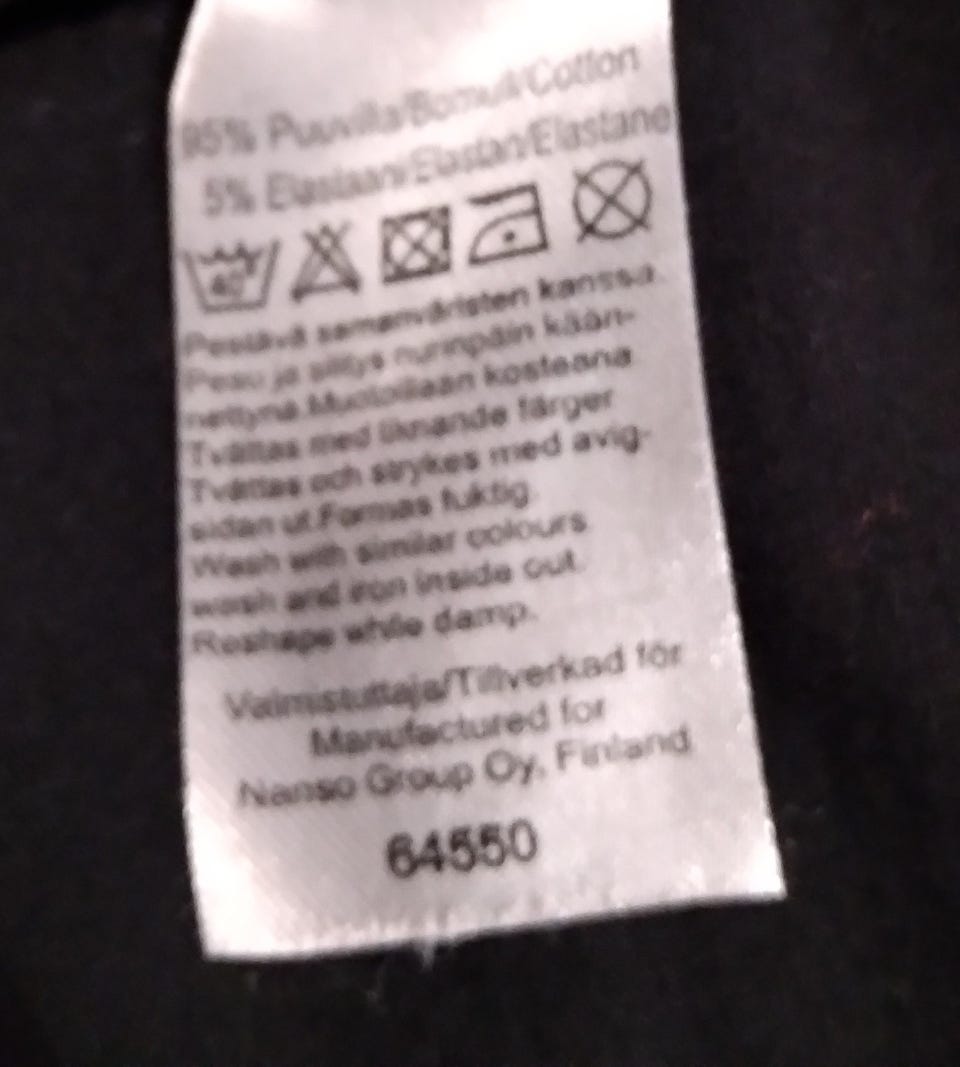 95% Puuvilla/Bomull/Cotton
5% Elastaani/Elastan/Elastane
40
Pestävä samanväristen kanssa.
Pesu ja silitys nurinpäin kään-
nettynä.Muotoillaan kosteana
Tvättas med liknande färger
Tvättas och strykes med avig-
sidan ut.Formas fuktig.
Wash with similar colours
wash and iron inside out.
Reshape while damp.
Valmistuttaja/Tillverkad för
Manufactured for
Nanso Group Oy, Finland
64550